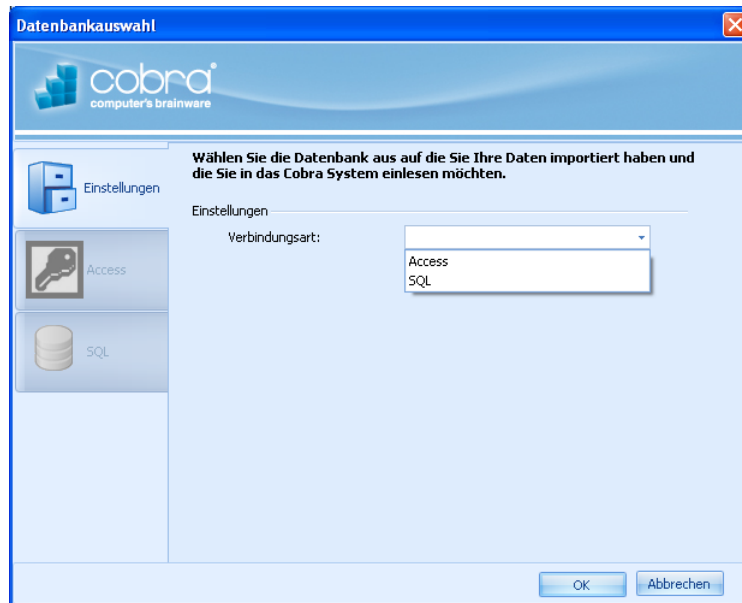 Datenbankauswahl
cobra
computer's brainware
Einstellungen
Access
SQL
Wählen Sie die Datenbank aus auf die Sie Ihre Daten importiert haben und
die Sie in das Cobra System einlesen möchten.
Einstellungen
Verbindungsart:
Access
SQL
OK
Abbrechen